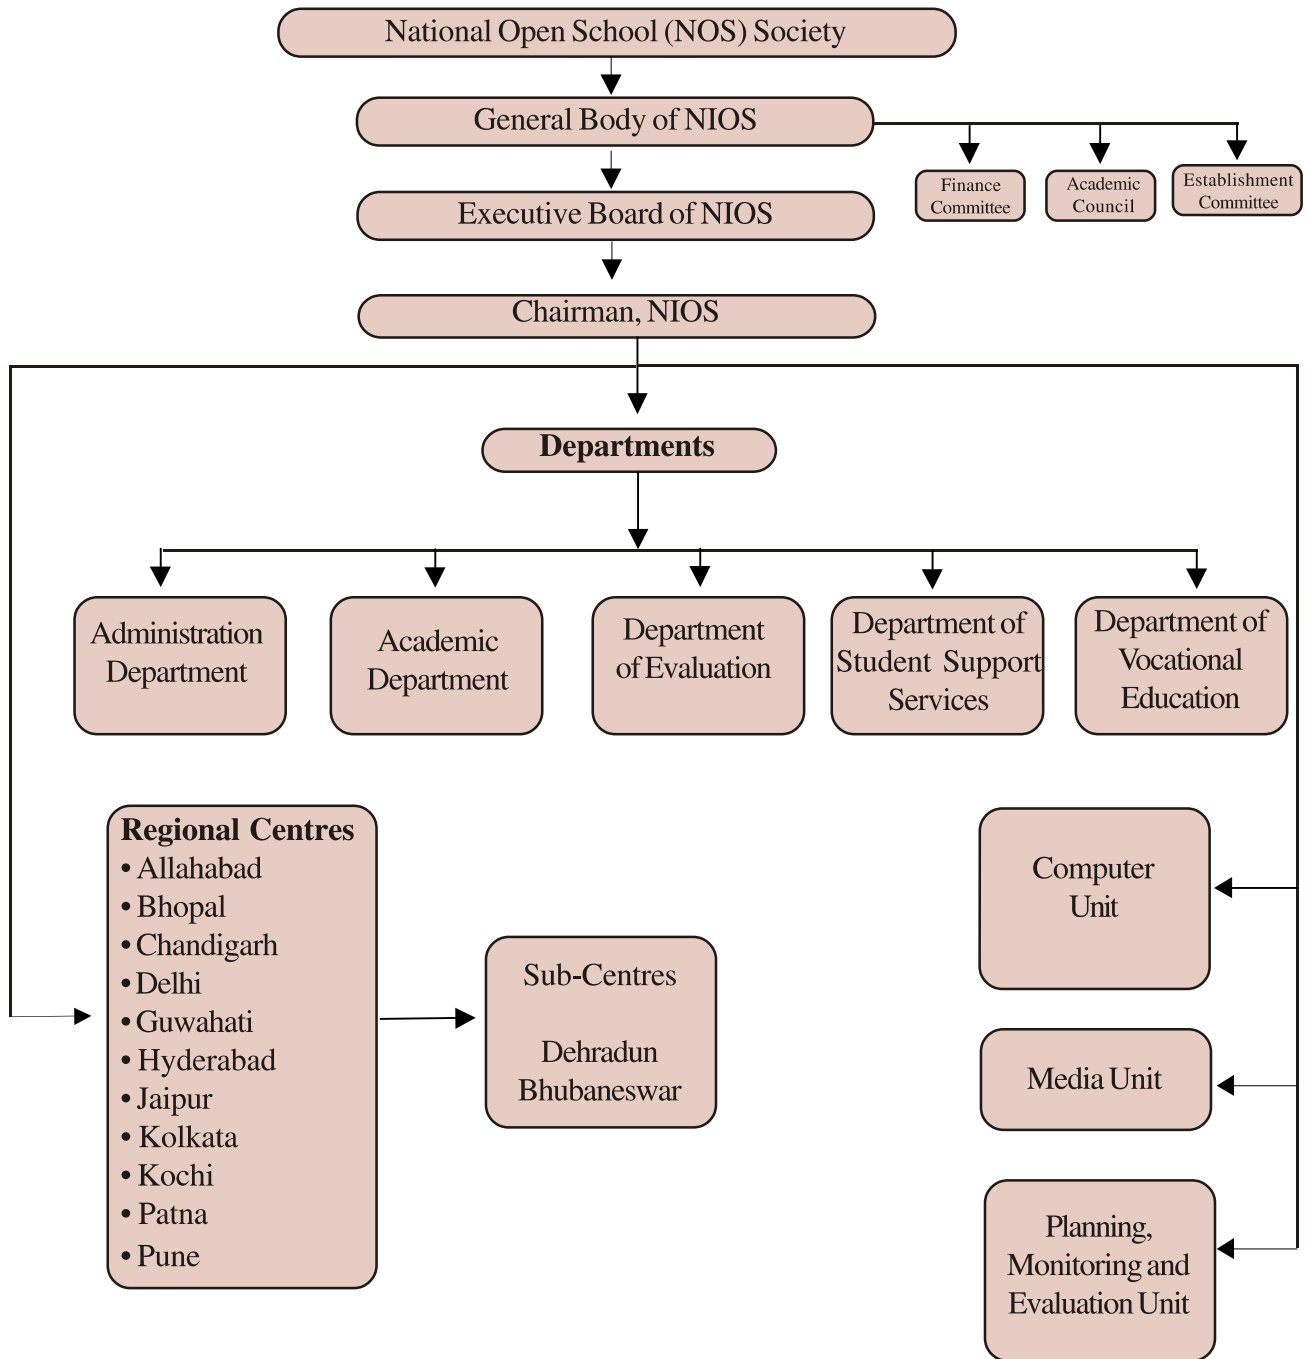 National Open School (NOS) Society
General Body of NIOS
Finance
Committee
Academic
Council
Establishment
Committee
Executive Board of NIOS
Chairman, NIOS
Departments
Administration
Department
Academic
Department
Department
of Evaluation
Department of
Student Support
Services
Department of
Vocational
Education
Regional Centres
• Allahabad
• Bhopal
• Chandigarh
• Delhi
• Guwahati
• Hyderabad
• Jaipur
• Kolkata
• Kochi
• Patna
• Pune
Sub-Centres
Dehradun
Bhubaneswar
Computer
Unit
Media Unit
Planning,
Monitoring and
Evaluation Unit